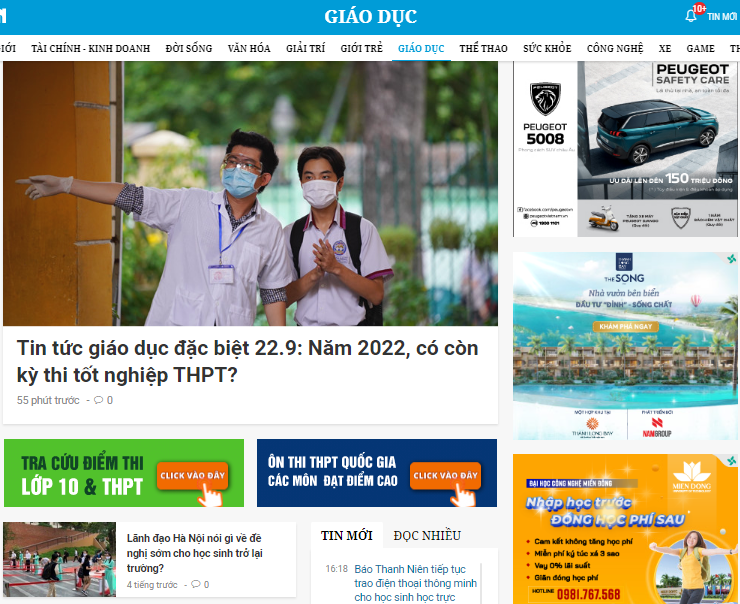 GIÁO DỤC
10+
TIN MỚI
IỚI TÀI CHÍNH - KINH DOANH ĐỜI SỐNG VĂN HÓA GIẢI TRÍ GIỚI TRẺ GIÁO DỤC THỂ THAO SỨC KHỎE CÔNG NGHỆ XE GAME
PEUGEOT
SAFETY CARE
PEUGEOT
5008
ƯU ĐÃI LÊN ĐẾN 150 TRIỆU ĐỒNG
1900 1101
THE SONG
Nhà vườn bên biển
ĐẦU TƯ "ĐỈNH" - SỐNG CHẤT
KHÁM PHÁ NGAY
MỘT HỢP KHU TẠI
PHÁT TRIỂN BỞI
THANH LONG BAY
NAMGROUP
Tin tức giáo dục đặc biệt 22.9: Năm 2022, có còn
kỳ thi tốt nghiệp THPT?
55 phút trước - 0
TRA CỨU ĐIỂM THI
LỚP 10 & THPT
CLICK VÀO ĐÂY
ÔN THI THPT QUỐC GIA
CÁC MÔN ĐẠT ĐIỂM CAO
CLICK VÀO ĐÂY
Lãnh đạo Hà Nội nói gì về đề
nghị sớm cho học sinh trở lại
trường?
4 tiếng trước - 0
TIN MỚI ĐỌC NHIỀU
16:18 Báo Thanh Niên tiếp tục
trao điện thoại thông minh
cho học sinh học trực
MIEN DONG
ĐẠI HỌC CÔNG NGHỆ MIỀN ĐÔNG
Nhập học trước
ĐÓNG HỌC PHÍ SAU
Cam kết không tăng học phí
Miễn phí ký túc xá 3 sao
Vay 0% lãi suất
Giãn đóng học phí
HOTLINE 0981.767.568